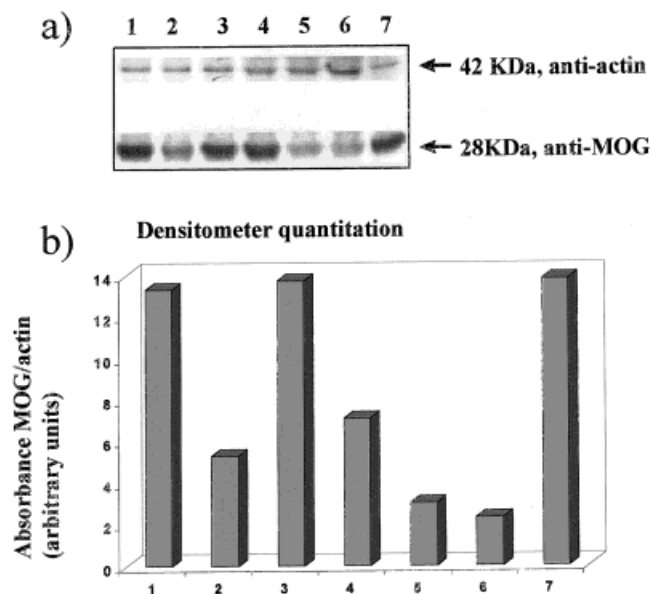 a)
1 2 3 4 5 6 7
42 KDa, anti-actin
28KDa, anti-MOG
b)
Densitometer quantitation
Absorbance MOG/actin
(arbitrary units)
14
12
10
8
6
4
2
0
1 2 3 4 5 6 7